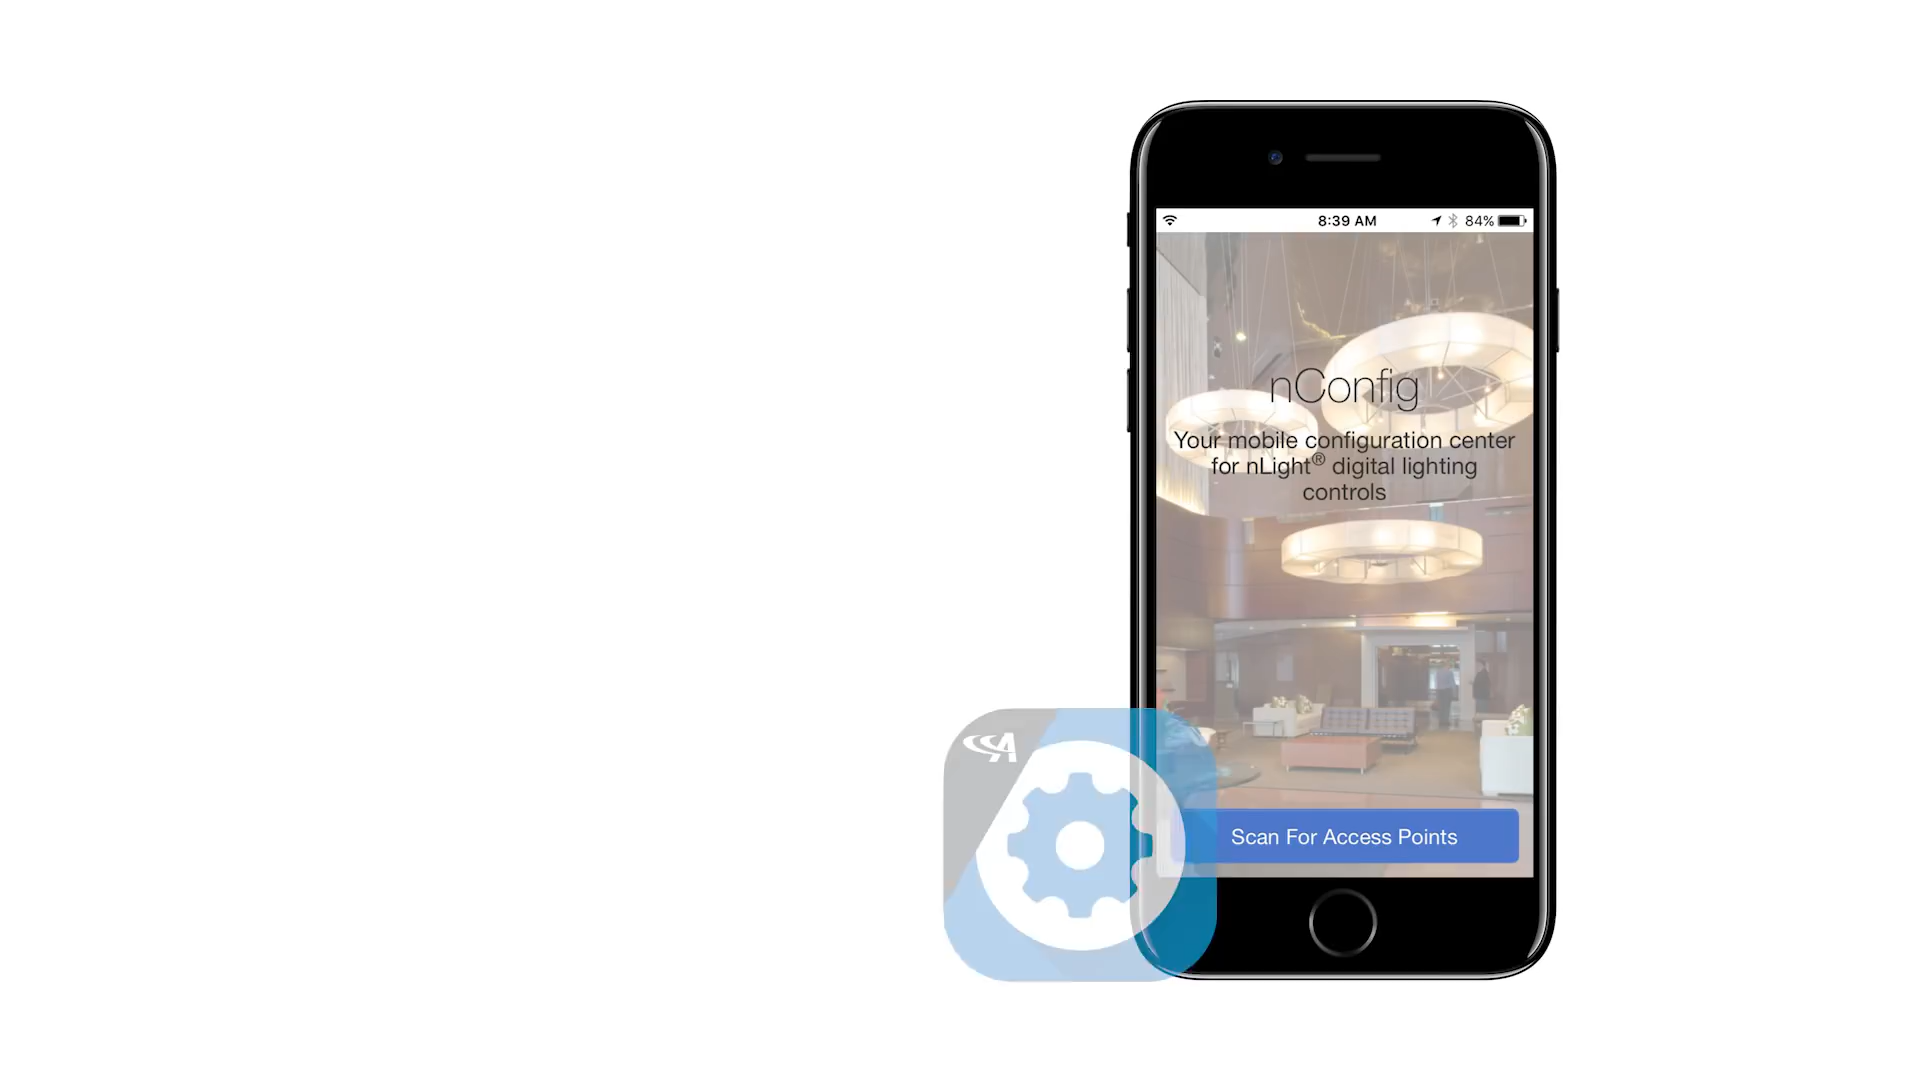 8:39 AM
84%
nConfig
Your mobile configuration center
for nLight® digital lighting
controls
A
Scan For Access Points